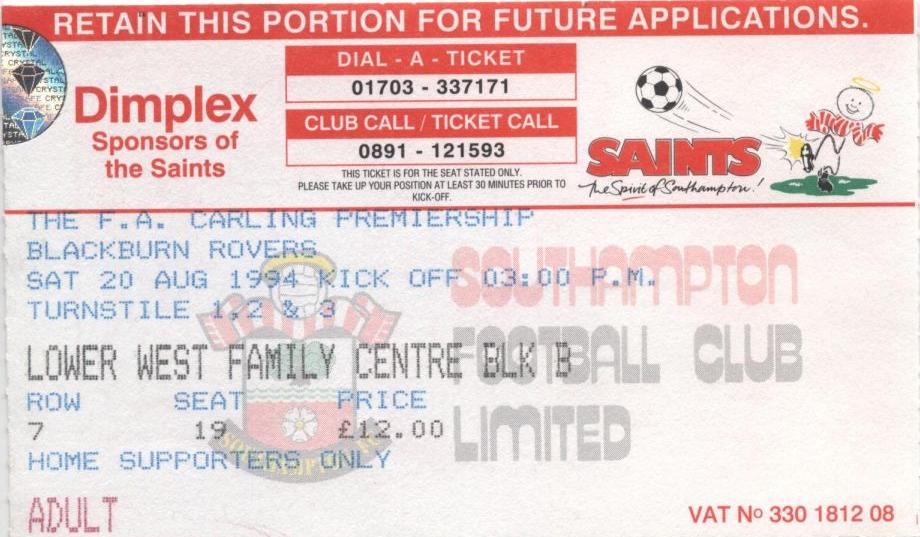 RETAIN THIS PORTION FOR FUTURE APPLICATIONS.
Dimplex
Sponsors of
the Saints
DIAL - A - TICKET
01703 - 337171
CLUB CALL / TICKET CALL
0891 - 121593
THIS TICKET IS FOR THE SEAT STATED ONLY.
PLEASE TAKE UP YOUR POSITION AT LEAST 30 MINUTES PRIOR TO
KICK-OFF.
SAINTS
The Spirit of Southampton!
THE F.A. CARLING PREMIERSHIP
BLACKBURN ROVERS
SAT 20 AUG 1994 KICK OFF 03:00 P.M.
TURNSTILE 1,2 & 3
LOWER WEST FAMILY CENTRE BLK B
ROW SEAT PRICE
7 19 £12.00
HOME SUPPORTERS ONLY
ADULT
SOUTHAMPTON
FOOTBALL CLUB
LIMITED
VAT Nº 330 1812 08